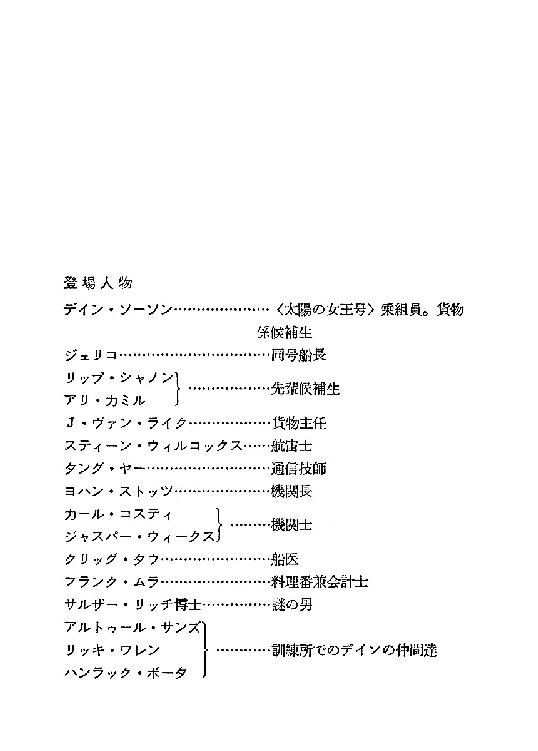 登場人物
デイン・ソーソン…………………〈太陽の女王号〉乗組員。貨物
係候補生
ジェリコ……………………………同号船長
リップ・シャノン
アリ・カミル
……………先輩候補生
J・ヴァン・ライク………………貨物主任
スティーン・ウィルコックス……航宙士
タング・ヤー………………………通信技師
ヨハン・ストッツ…………………機関長
カール・コスティ
ジャスパー・ウィークス
………機関士
クリッグ・タウ……………………船医
フランク・ムラ……………………料理番兼会計士
サルザー・リッチ博士……………謎の男
アルトゥール・サンズ
リッキ・ワレン
ハンラック・ボータ
…………訓練所でのデインの仲間達